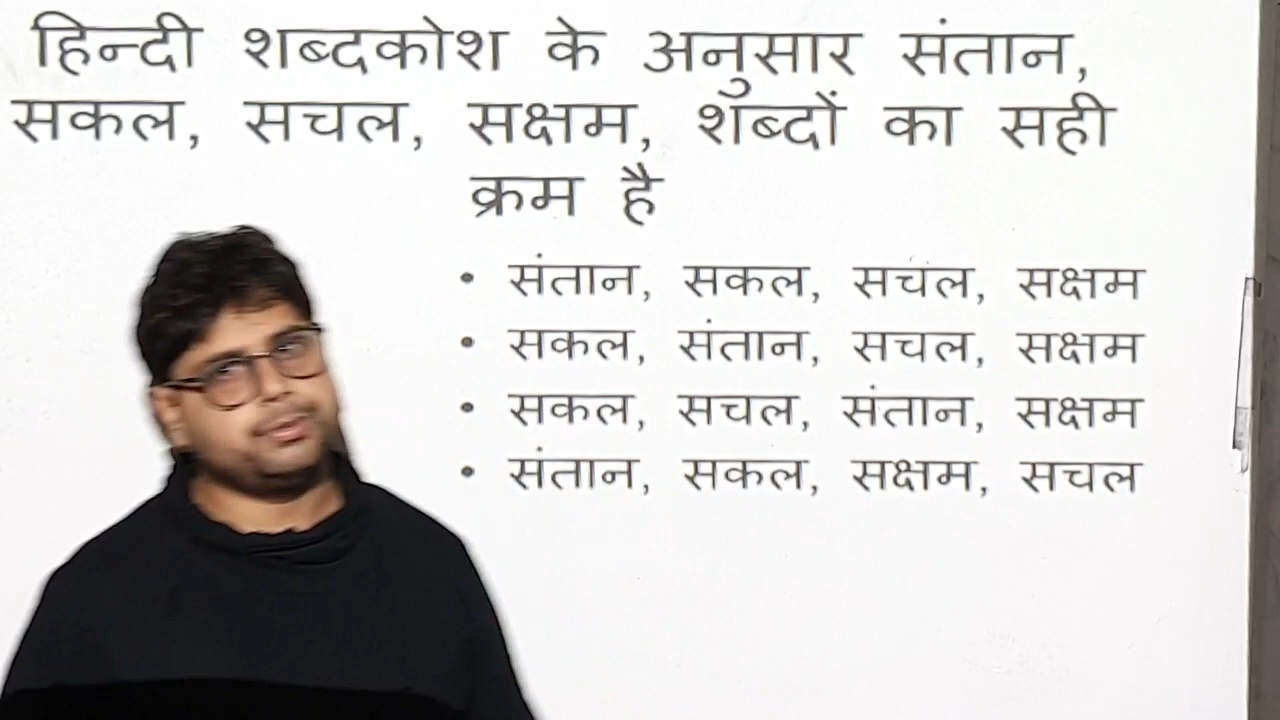 हिन्दी शब्दकोश के अनुसार संतान,
सकल, सचल, सक्षम, शब्दों का सही
क्रम है
• संतान, सकल, सचल, सक्षम
• सकल, संतान, सचल, सक्षम
• सकल, सचल, संतान, सक्षम
• संतान, सकल, सक्षम, सचल